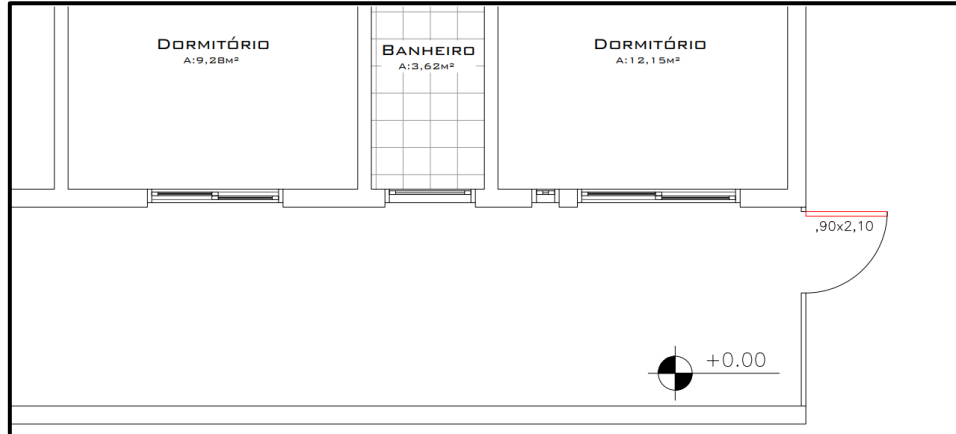 DORMITÓRIO
A:9,28M²
BANHEIRO
A:3,62M²
DORMITÓRIO
A:12,15M²
,90x2,10
+0.00